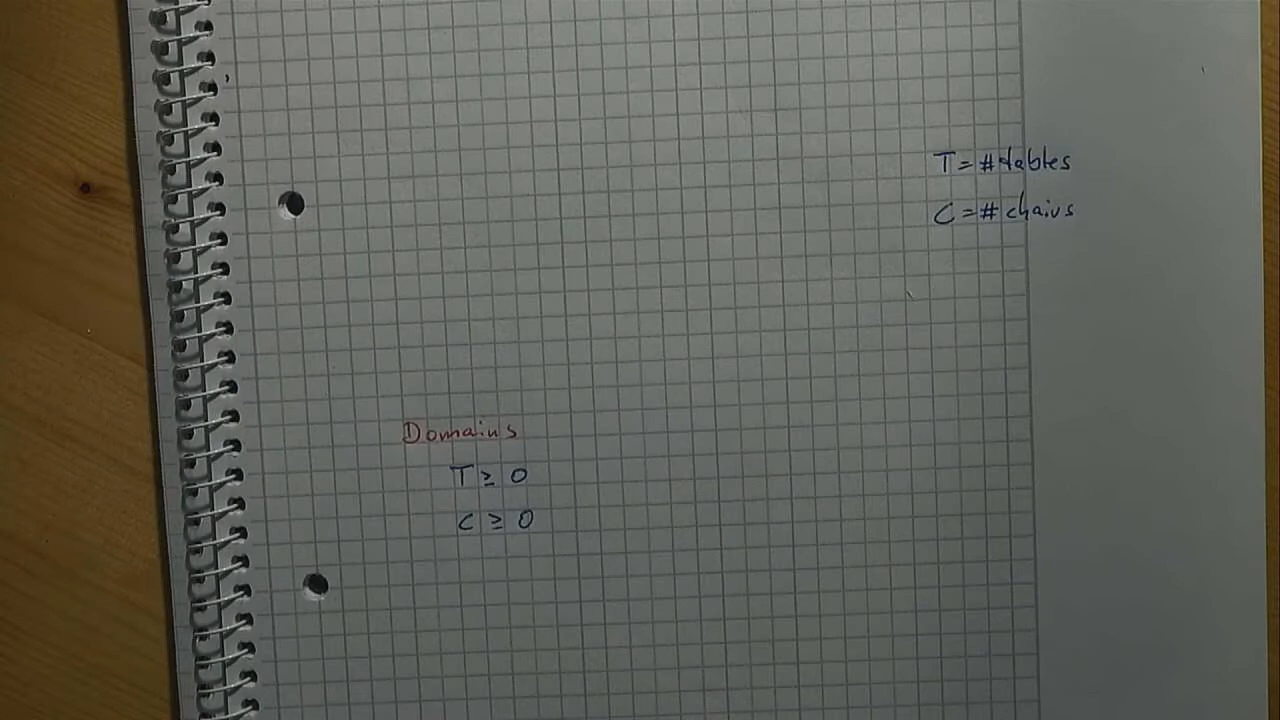 T = #tables
C = # chairs
Domains
T ≥ 0
C ≥ 0